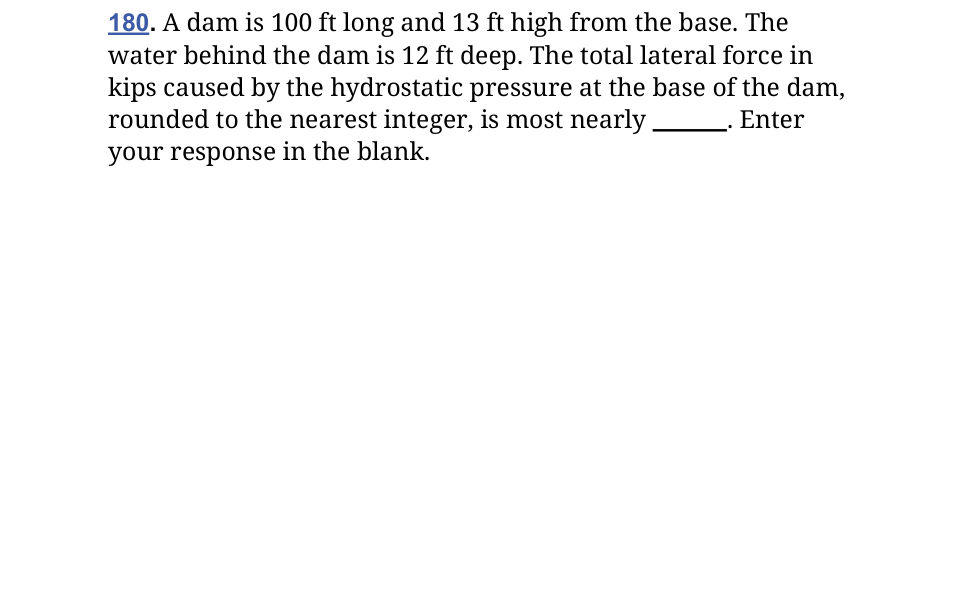 180. A dam is 100 ft long and 13 ft high from the base. The
water behind the dam is 12 ft deep. The total lateral force in
kips caused by the hydrostatic pressure at the base of the dam,
rounded to the nearest integer, is most nearly ______. Enter
your response in the blank.